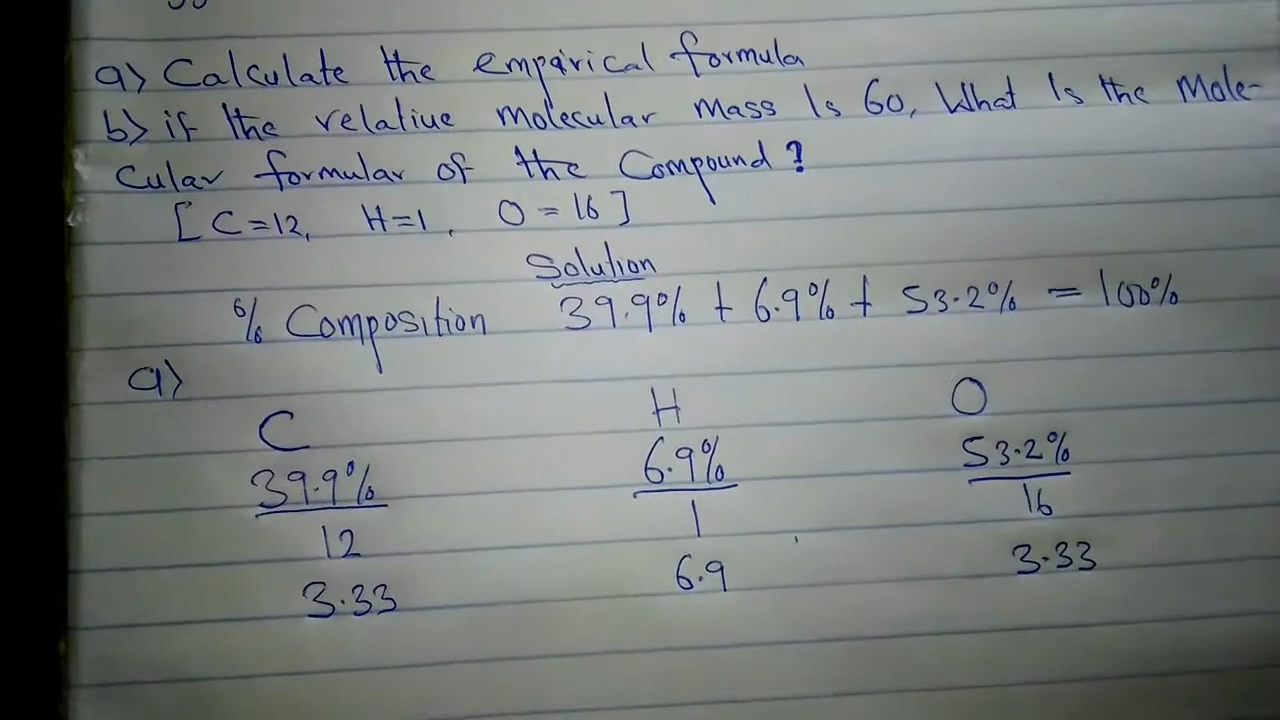 a) Calculate the empirical formula
b) if the relative molecular mass Is 60, What Is the Mole-
cular formular of the Compound?
[C=12, H=1, O=16]
Solution
% Composition 39.9% + 6.9% + 53.2% = 100%
a)
C H O
39.9% 6.9% 53.2%
12 1 16
3.33 6.9 3.33